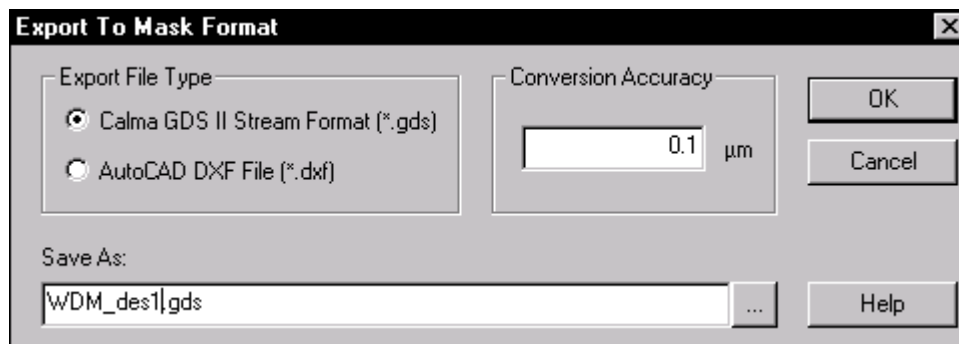 Export To Mask Format
Export File Type
Calma GDS II Stream Format (*.gds)
AutoCAD DXF File (*.dxf)
Conversion Accuracy
0.1 µm
OK
Cancel
Save As:
WDM_des1.gds
...
Help